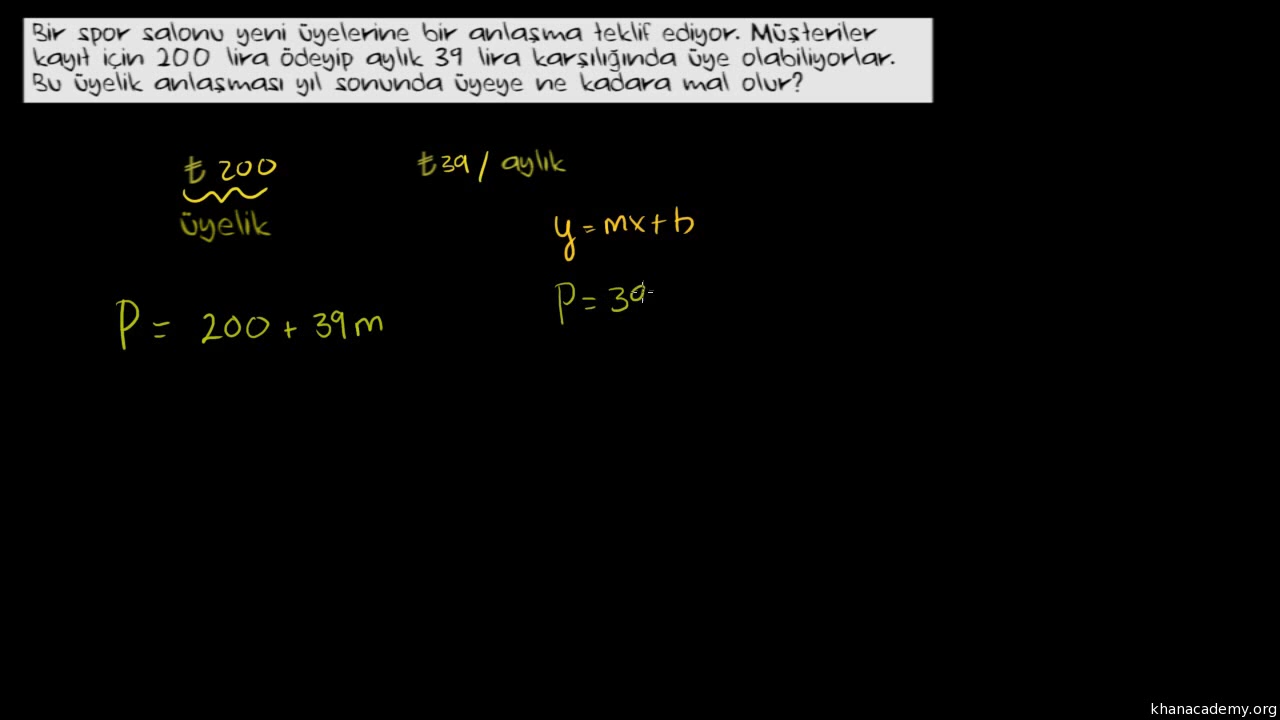 Bir spor salonu yeni üyelerine bir anlaşma teklif ediyor. Müşteriler
kayıt için 200 lira ödeyip aylık 39 lira karşılığında üye olabiliyorlar.
Bu üyelik anlaşması yıl sonunda üyeye ne kadara mal olur?
₺ 200
₺39 / aylık
üyelik
y = mx + b
P = 39
P = 200 + 39m
khanacademy.org